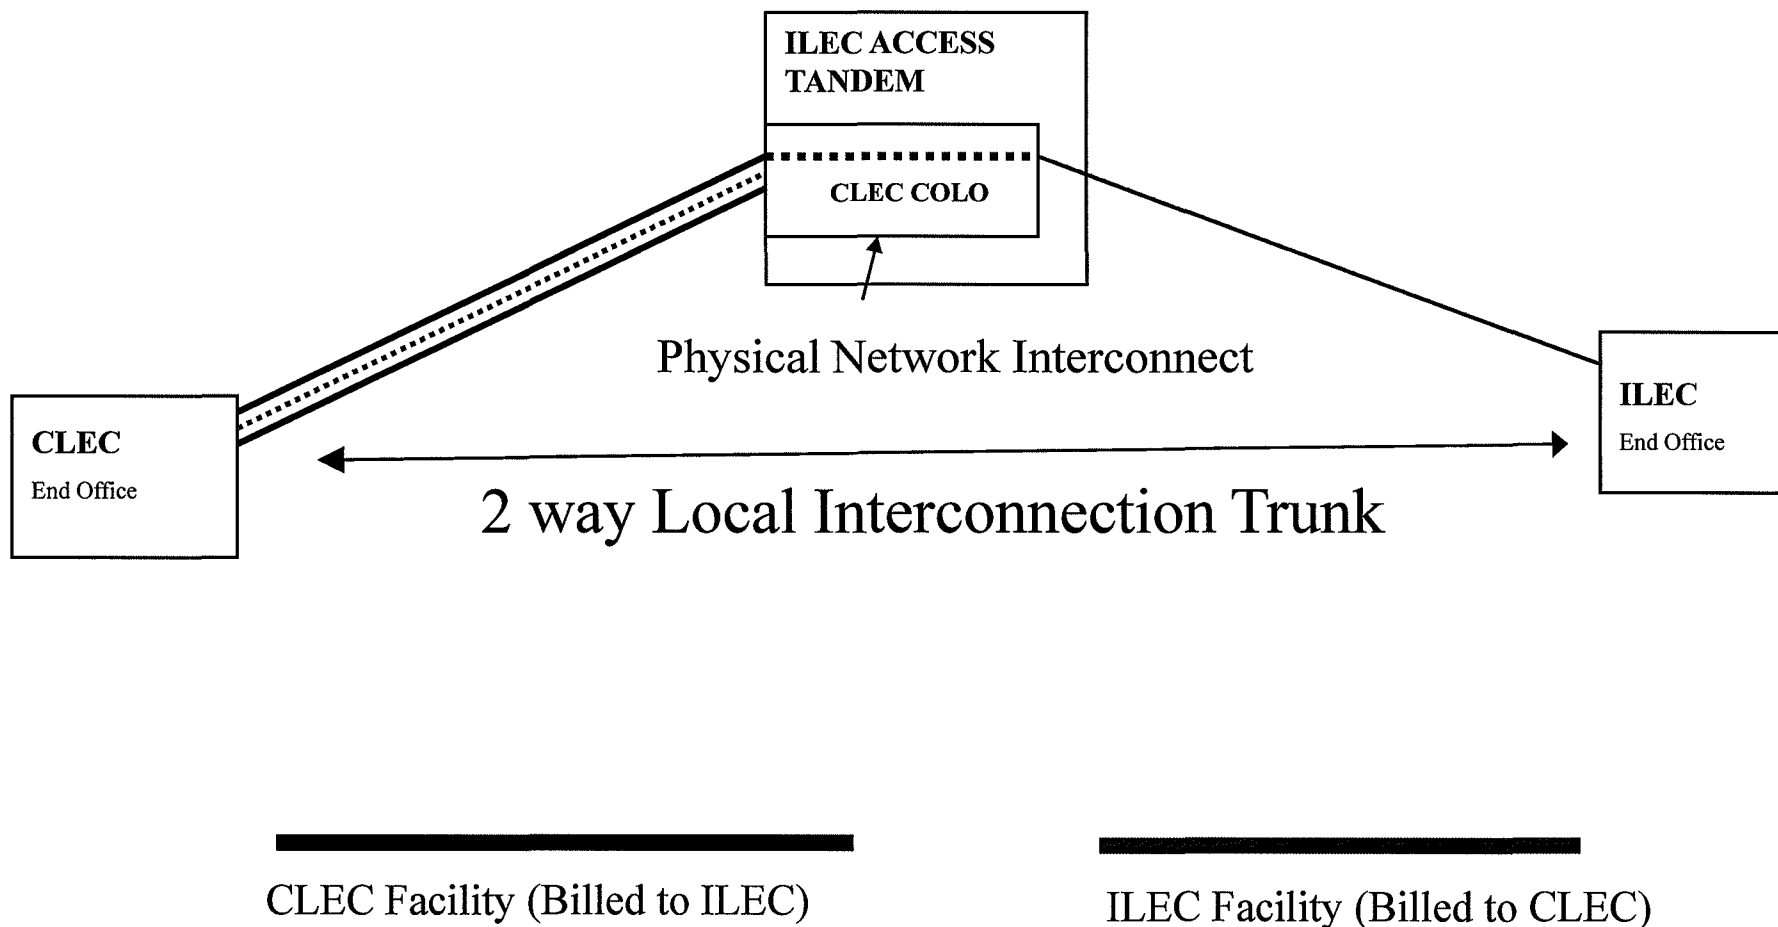 ILEC ACCESS
TANDEM
CLEC COLO
Physical Network Interconnect
CLEC
End Office
ILEC
End Office
2 way Local Interconnection Trunk
CLEC Facility (Billed to ILEC)
ILEC Facility (Billed to CLEC)